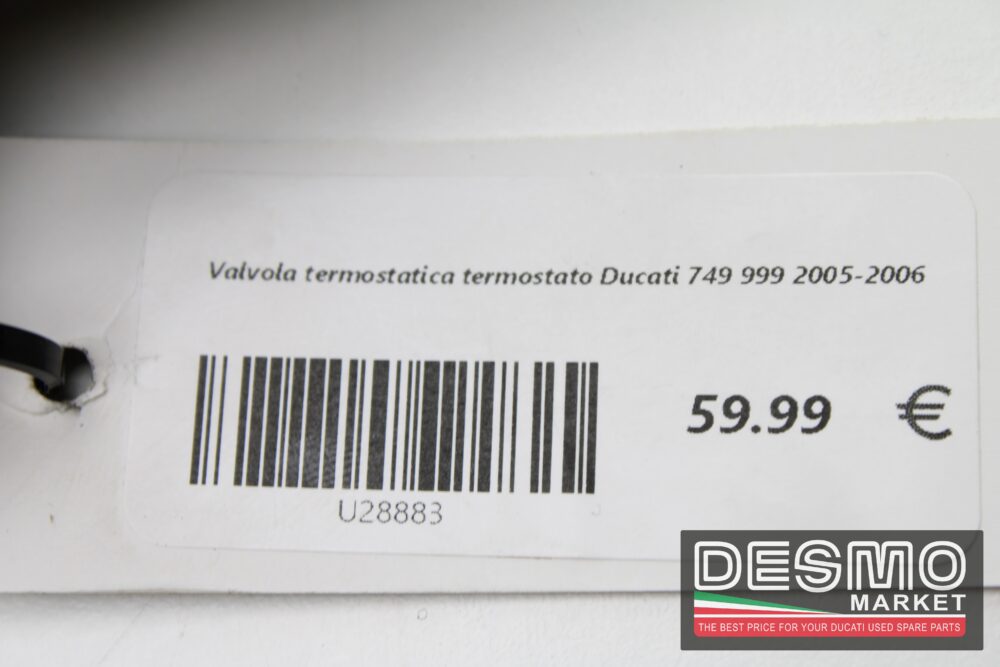 Valvola termostatica termostato Ducati 749 999 2005-2006
59.99 €
U28883
DESMO
MARKET
THE BEST PRICE FOR YOUR DUCATI USED SPARE PARTS